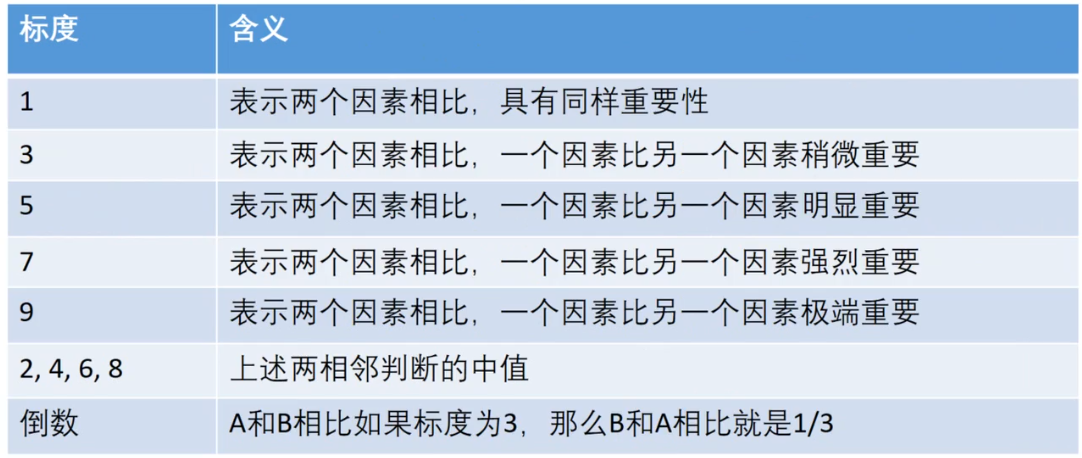 标度 含义
1 表示两个因素相比，具有同样重要性
3 表示两个因素相比，一个因素比另一个因素稍微重要
5 表示两个因素相比，一个因素比另一个因素明显重要
7 表示两个因素相比，一个因素比另一个因素强烈重要
9 表示两个因素相比，一个因素比另一个因素极端重要
2, 4, 6, 8 上述两相邻判断的中值
倒数 A和B相比如果标度为3，那么B和A相比就是1/3